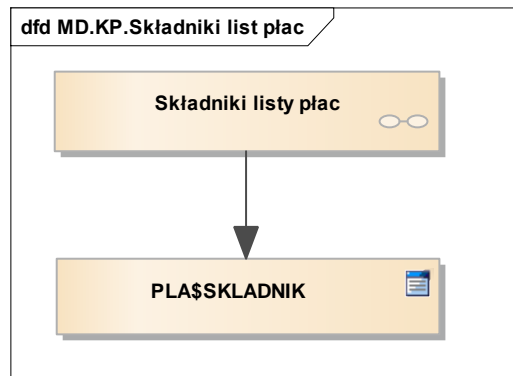 dfd MD.KP.Składniki list płac
Składniki listy płac
PLA$SKLADNIK